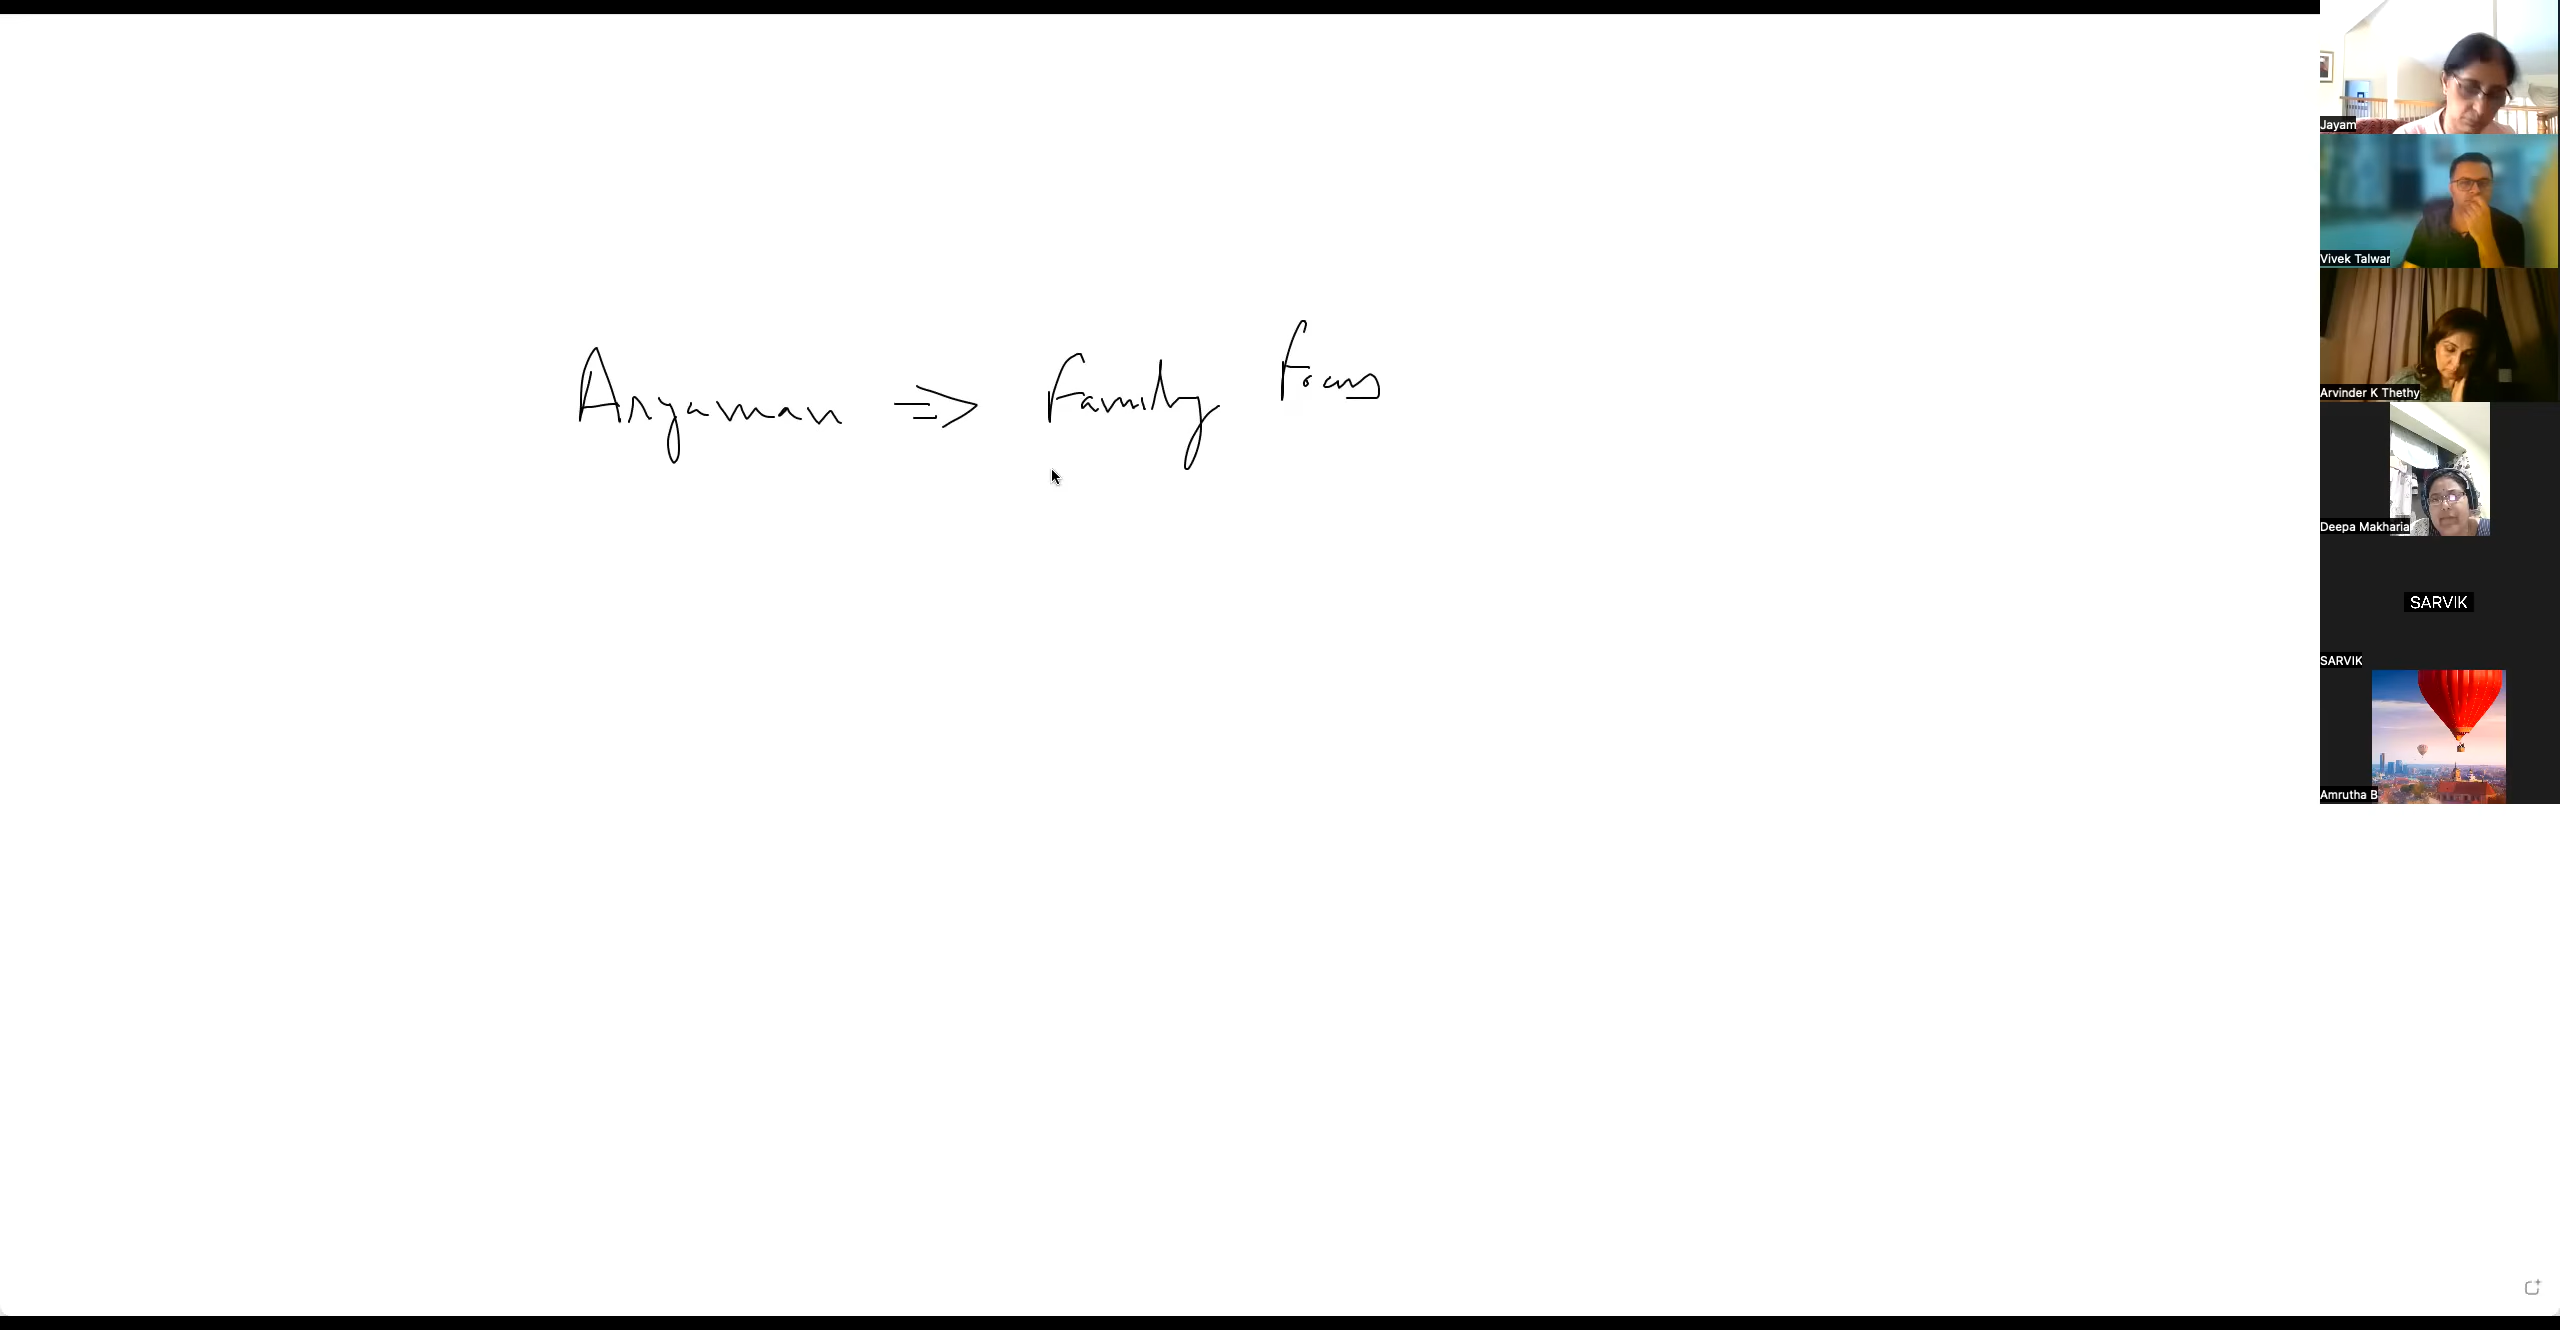 Aryaman ⇒ Family Focus
Jayam
Vivek Talwar
Arvinder K Thethy
Deepa Makharia
SARVIK
SARVIK
Amrutha B